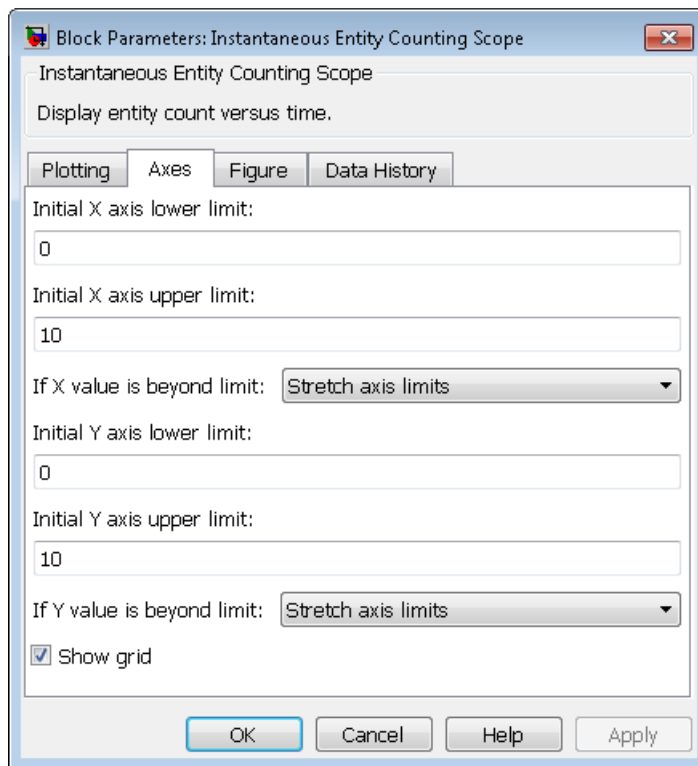 Block Parameters: Instantaneous Entity Counting Scope
Instantaneous Entity Counting Scope
Display entity count versus time.
Plotting Axes Figure Data History
Initial X axis lower limit:
0
Initial X axis upper limit:
10
If X value is beyond limit: Stretch axis limits
Initial Y axis lower limit:
0
Initial Y axis upper limit:
10
If Y value is beyond limit: Stretch axis limits
Show grid
OK Cancel Help Apply